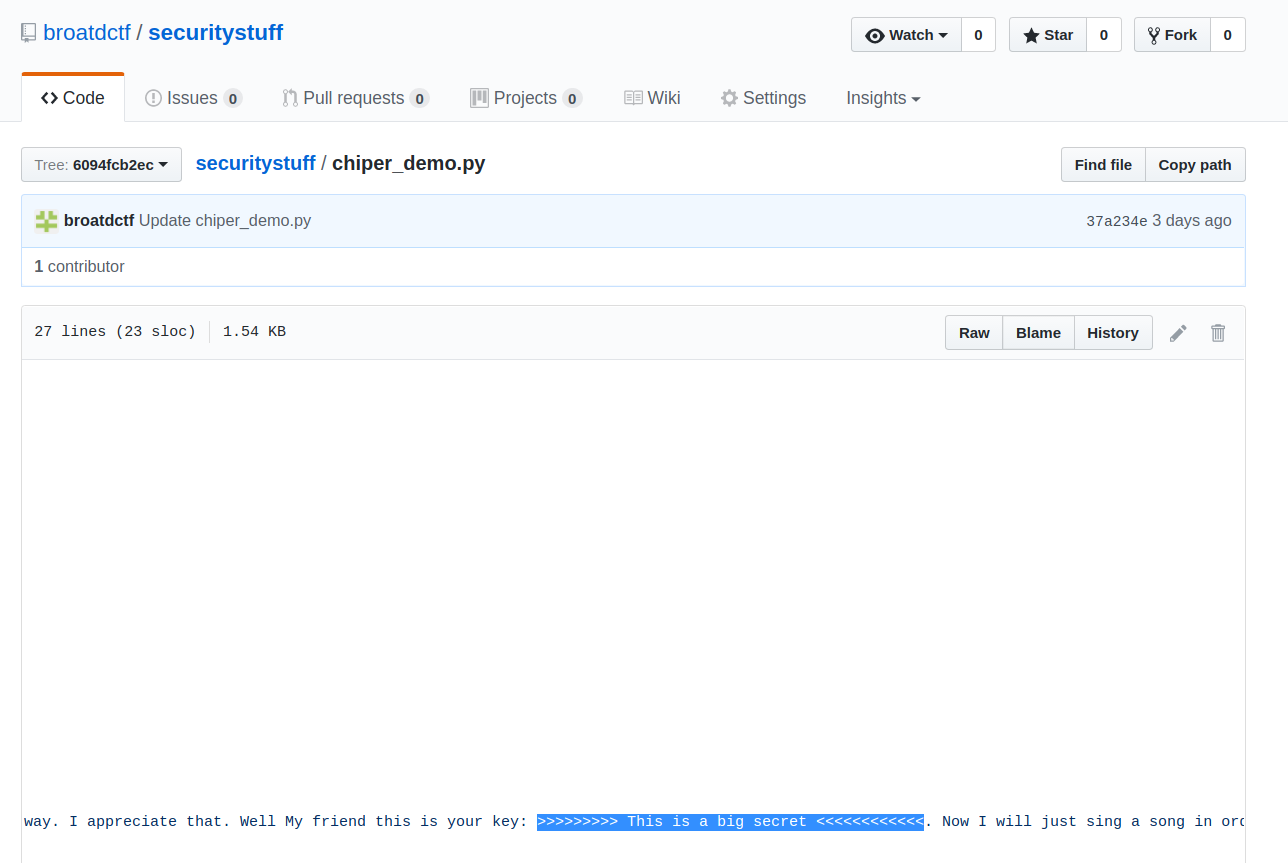 broatdctf / securitystuff
Watch 0 Star 0 Fork 0
Code Issues 0 Pull requests 0 Projects 0 Wiki Settings Insights
Tree: 6094fcb2ec securitystuff / chiper_demo.py Find file Copy path
broatdctf Update chiper_demo.py 37a234e 3 days ago
1 contributor
27 lines (23 sloc) 1.54 KB Raw Blame History
way. I appreciate that. Well My friend this is your key: >>>>>>>>> This is a big secret <<<<<<<<<<<<. Now I will just sing a song in ord